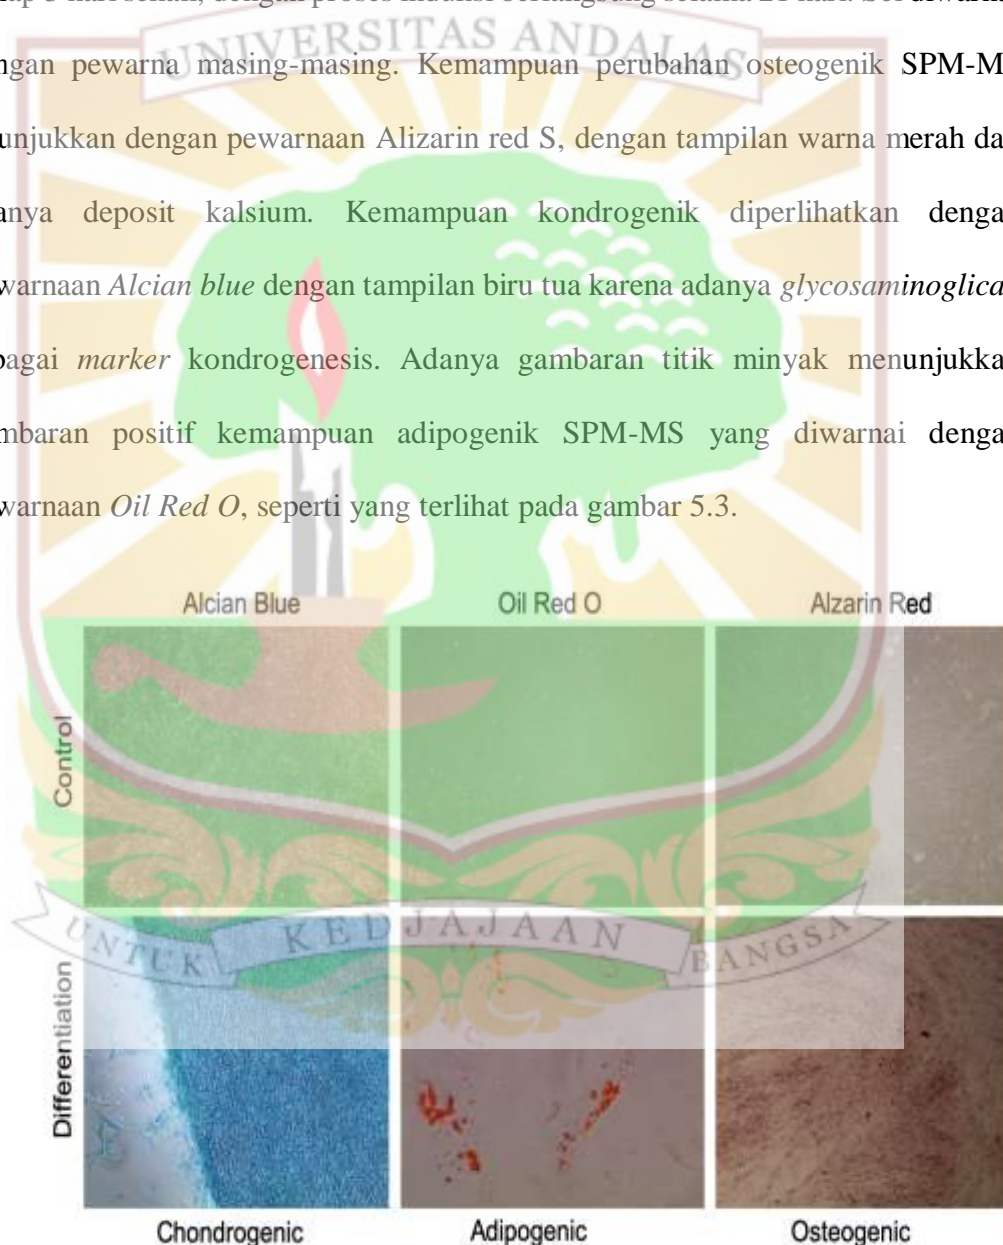 ap 3 hari sekali, dengan proses induksi berlangsung selama 21 hari. Sel diwarna
UNIVERSITAS ANDALAS
ngan pewarna masing-masing. Kemampuan perubahan osteogenik SPM-M
unjukkan dengan pewarnaan Alizarin red S, dengan tampilan warna merah da
anya deposit kalsium. Kemampuan kondrogenik diperlihatkan denga
warnaan Alcian blue dengan tampilan biru tua karena adanya glycosaminoglica
bagai marker kondrogenesis. Adanya gambaran titik minyak menunjukka
mbaran positif kemampuan adipogenik SPM-MS yang diwarnai denga
warnaan Oil Red O, seperti yang terlihat pada gambar 5.3.
Alcian Blue Oil Red O Alzarin Red
Control
UNTUK KEDJAJAAN BANGSA
Differentiation
Chondrogenic Adipogenic Osteogenic